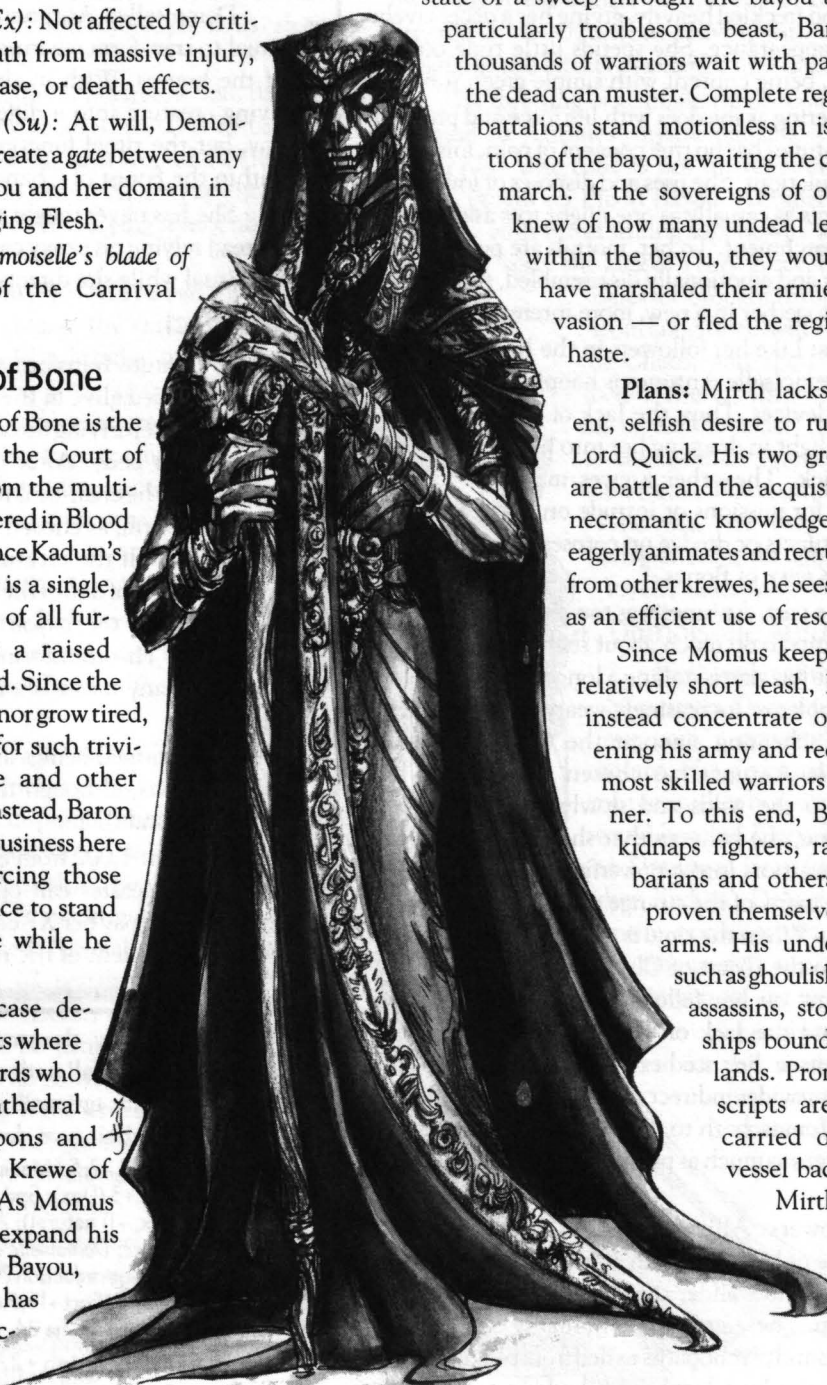 Ex): Not affected by criti-
ath from massive injury,
ase, or death effects.
(Su): At will, Demoi-
reate a gate between any
ou and her domain in
ging Flesh.
moiselle's blade of
of the Carnival
of Bone
of Bone is the
the Court of
on the multi-
ered in Blood
nce Kadum's
is a single,
of all fur-
a raised
d. Since the
nor grow tired,
for such trivi-
e and other
nstead, Baron
usiness here
rcing those
ce to stand
e while he
case de-
ts where
rds who
athedral
oons and
Krewe of
As Momus
expand his
Bayou,
has
c-
state or a sweep through the bayou
particularly troublesome beast, Bar
thousands of warriors wait with pa
the dead can muster. Complete reg
battalions stand motionless in is
tions of the bayou, awaiting the c
march. If the sovereigns of o
knew of how many undead le
within the bayou, they wou
have marshaled their armie
vasion . . . or fled the regi
haste.
Plans: Mirth lacks
ent, selfish desire to ru
Lord Quick. His two gr
are battle and the acquis
necromantic knowledge
eagerly animates and recru
from other krewes, he sees
as an efficient use of reso
Since Momus keep
relatively short leash,
instead concentrate o
ening his army and rec
most skilled warriors
ner. To this end, B
kidnaps fighters, ra
barians and others
proven themselve
arms. His unde
such as ghoulish
assassins, sto
ships bound
lands. Pron
scripts are
carried o
vessel bac
Mirth